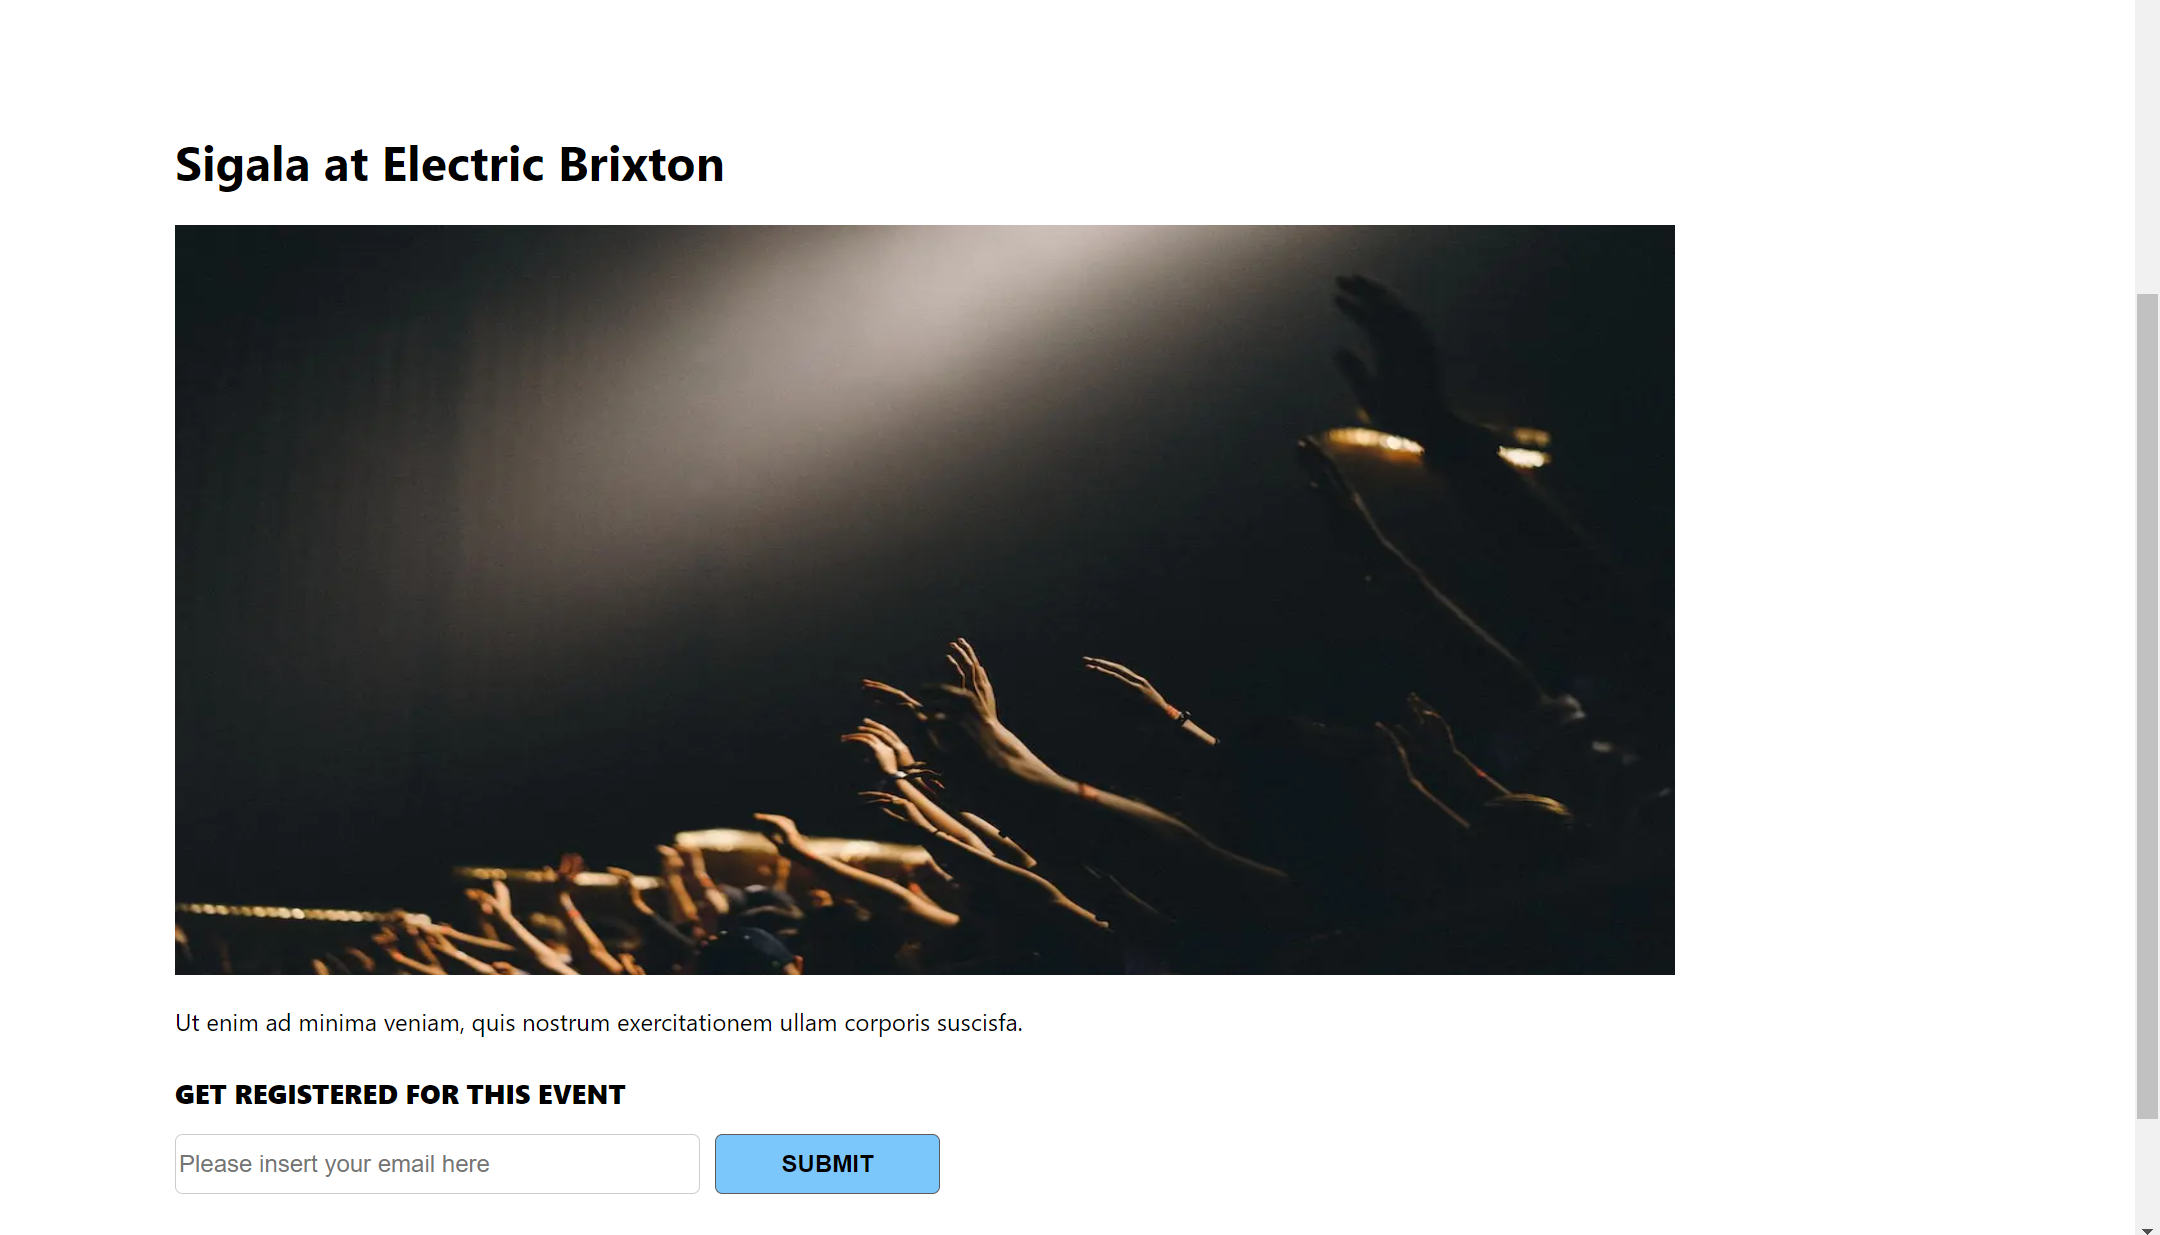 Sigala at Electric Brixton
Ut enim ad minima veniam, quis nostrum exercitationem ullam corporis suscisfa.
GET REGISTERED FOR THIS EVENT
Please insert your email here
SUBMIT